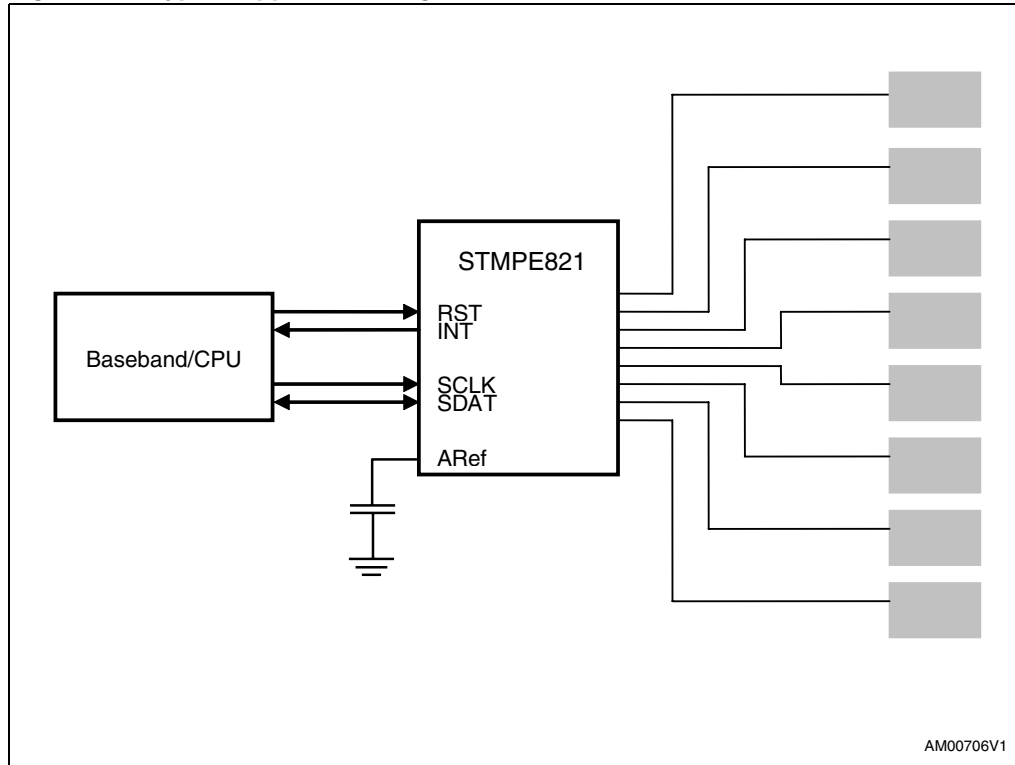 STMPE821
RST
INT
Baseband/CPU
SCLK
SDAT
ARef
AM00706V1